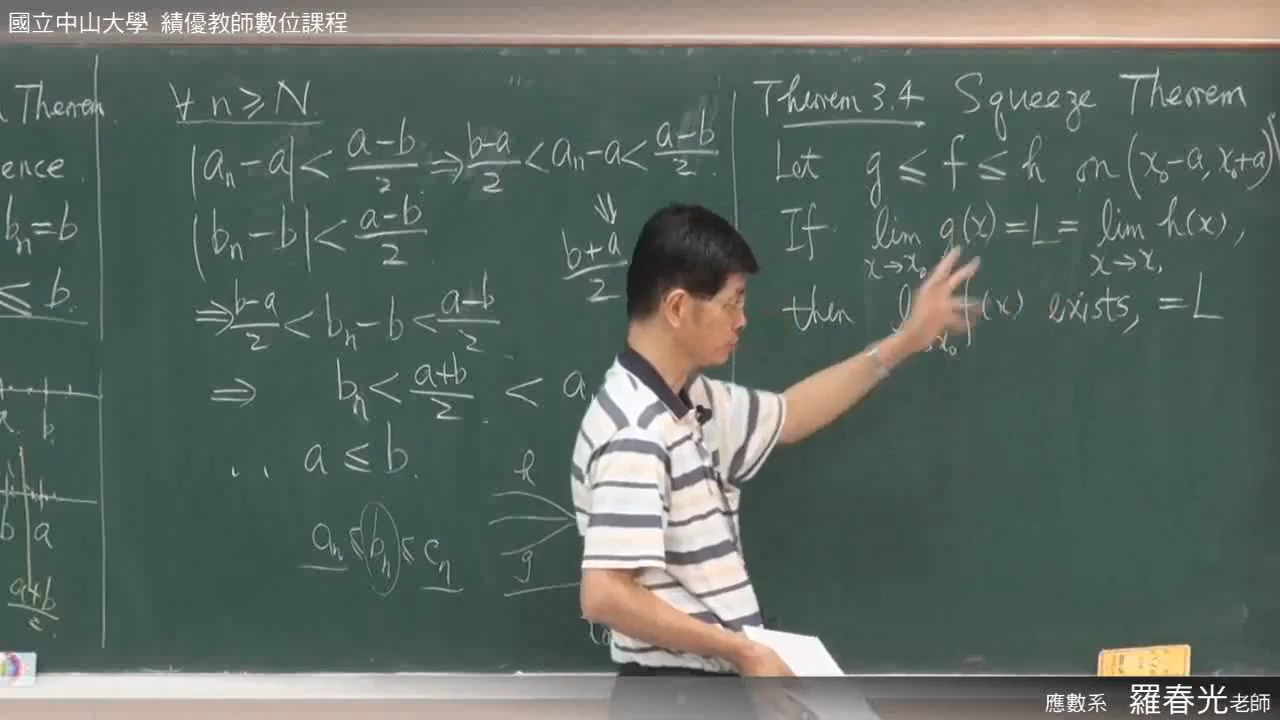 國立中山大學 績優教師數位課程
Theorem
ence.
bn=b
≤ b.
b
b a
a+b/2.
∀ n ≥ N
|an - a| < a-b/2 ⇒ b-a/2 < an - a < a-b/2
|bn - b| < a-b/2
⇓
b+a/2
⇒ b-a/2 < bn - b < a-b/2
⇒ bn < a+b/2 < a
∴ a ≤ b.
an ≤ bn ≤ cn
h
g
Theorem 3.4 Squeeze Theorem
Let g ≤ f ≤ h on (x0-a, x0+a)\
If lim x→x0 g(x) = L = lim x→x, h(x),
then f(x) exists, = L
應數系 羅春光老師